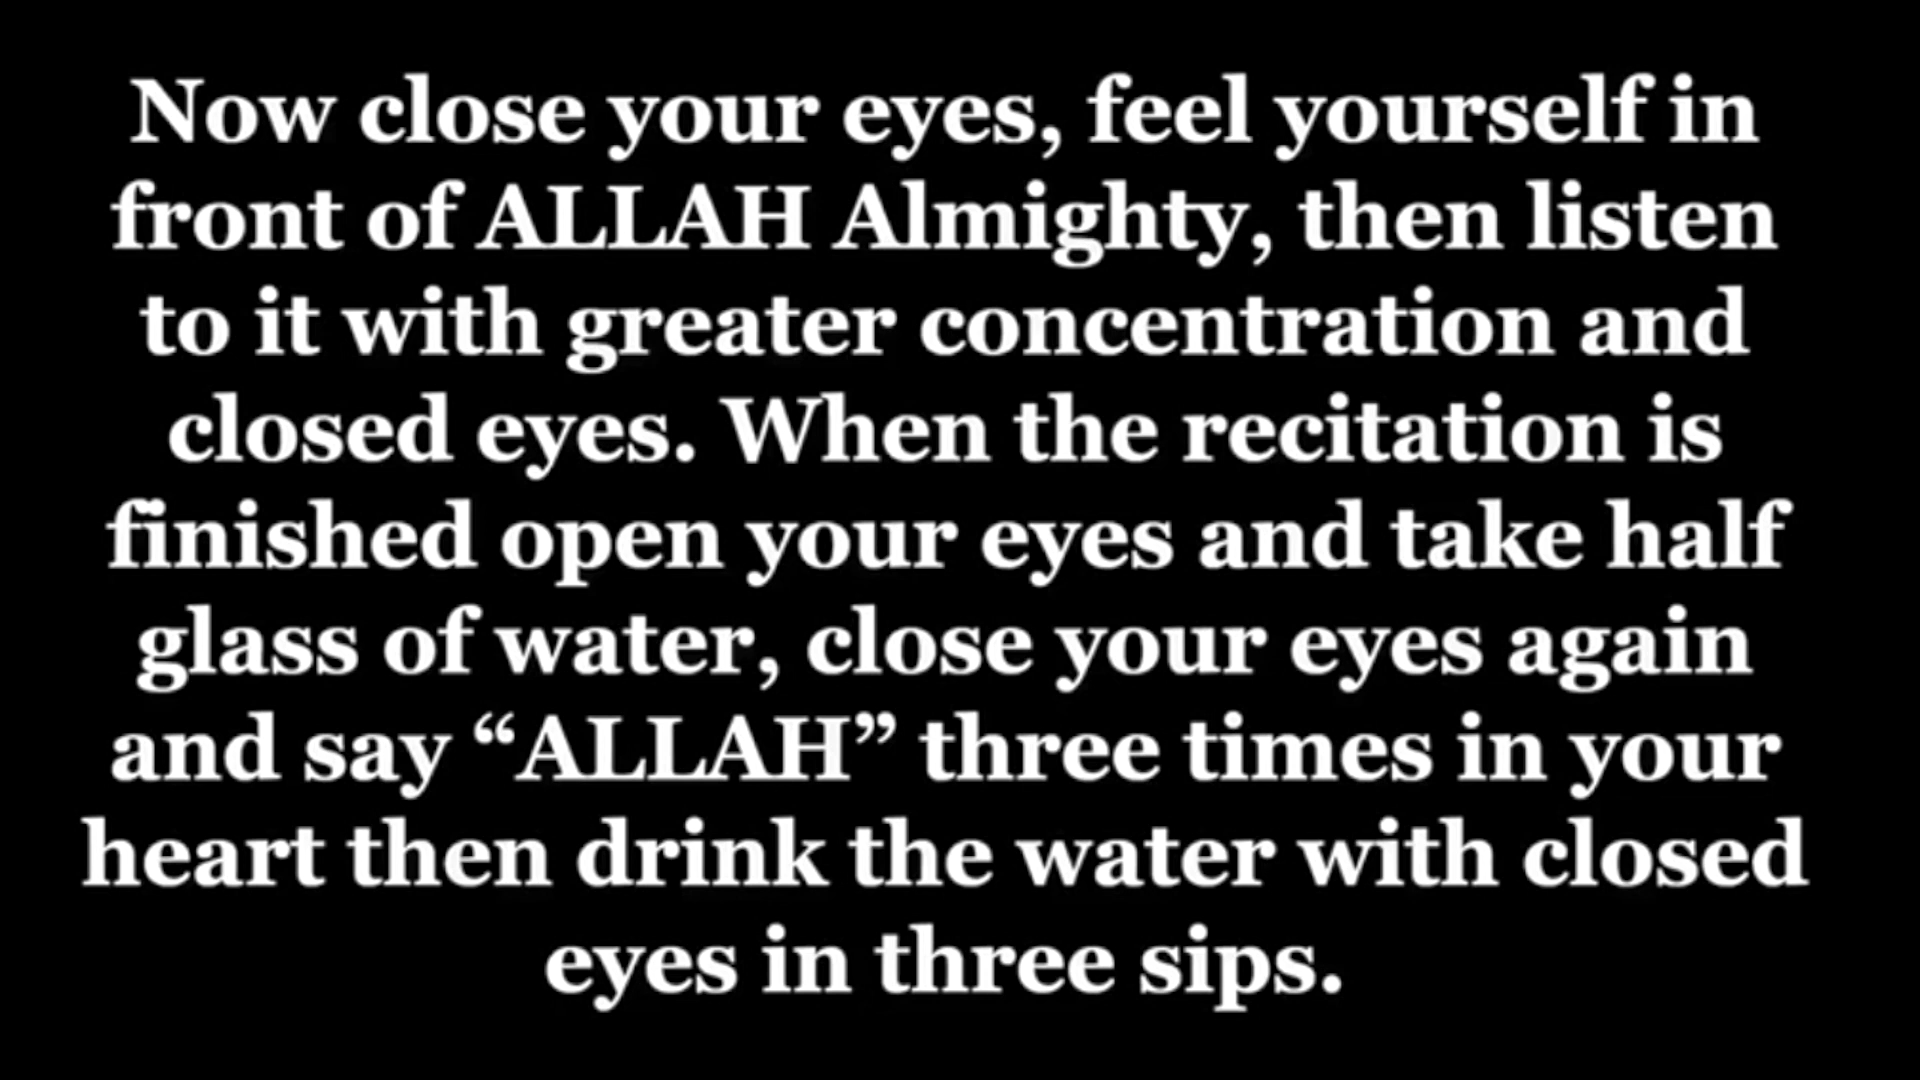 Now close your eyes, feel yourself in
front of ALLAH Almighty, then listen
to it with greater concentration and
closed eyes. When the recitation is
finished open your eyes and take half
glass of water, close your eyes again
and say “ALLAH” three times in your
heart then drink the water with closed
eyes in three sips.